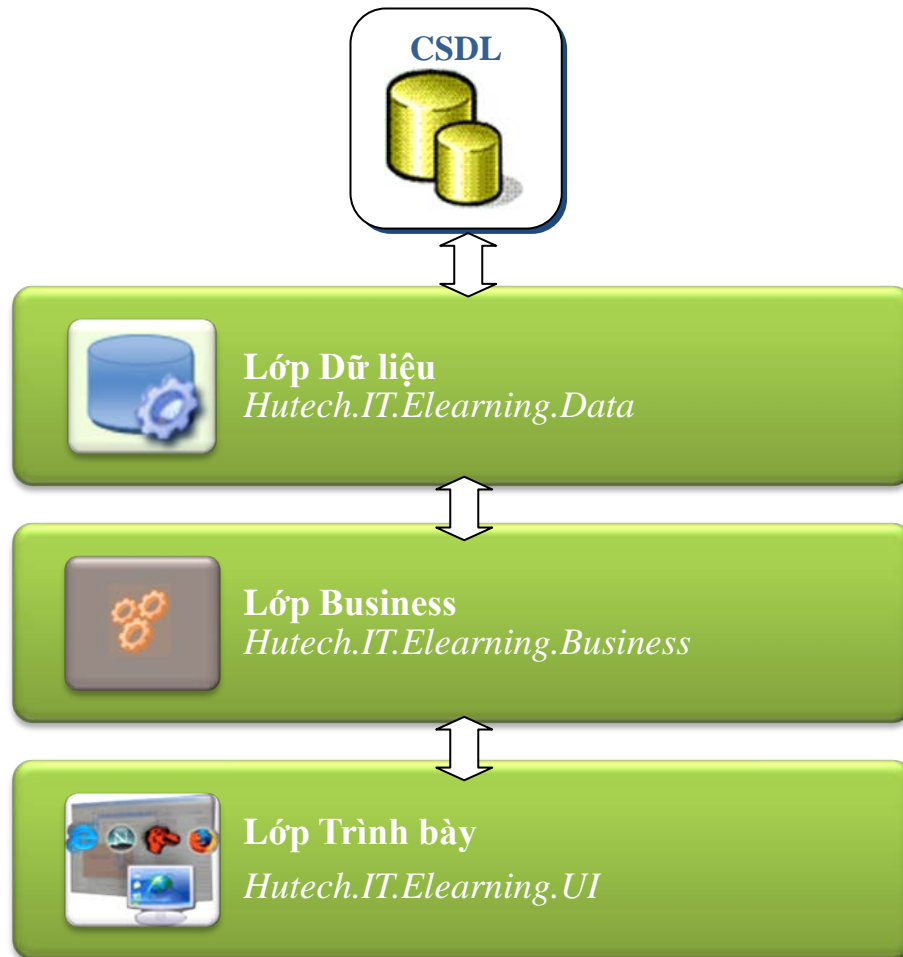 CSDL
Lớp Dữ liệu
Hutech.IT.Elearning.Data
Lớp Business
Hutech.IT.Elearning.Business
Lớp Trình bày
Hutech.IT.Elearning.UI